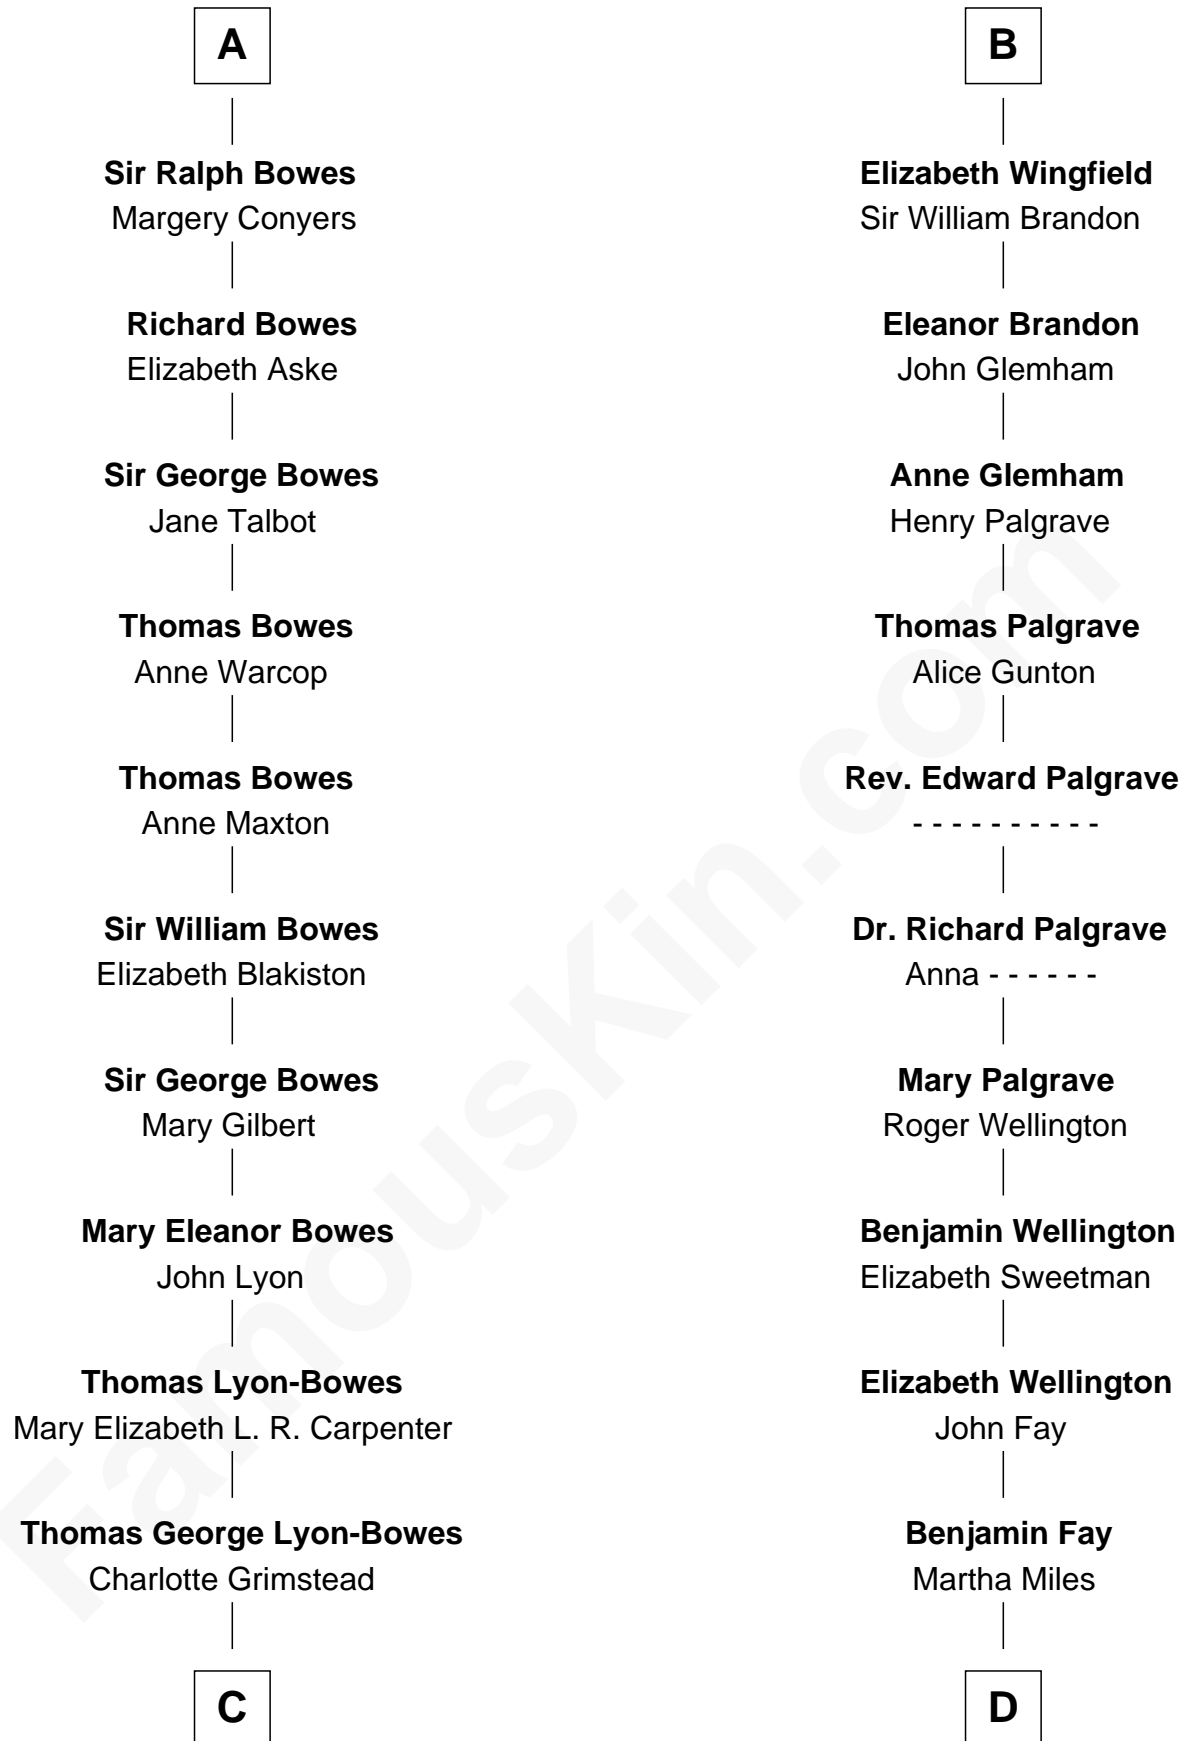 A
Sir Ralph Bowes
Margery Conyers
Richard Bowes
Elizabeth Aske
Sir George Bowes
Jane Talbot
Thomas Bowes
Anne Warcop
Thomas Bowes
Anne Maxton
Sir William Bowes
Elizabeth Blakiston
Sir George Bowes
Mary Gilbert
Mary Eleanor Bowes
John Lyon
Thomas Lyon-Bowes
Mary Elizabeth L. R. Carpenter
Thomas George Lyon-Bowes
Charlotte Grimstead
C
B
Elizabeth Wingfield
Sir William Brandon
Eleanor Brandon
John Glemham
Anne Glemham
Henry Palgrave
Thomas Palgrave
Alice Gunton
Rev. Edward Palgrave
- - - - - - - - - -
Dr. Richard Palgrave
Anna - - - - - -
Mary Palgrave
Roger Wellington
Benjamin Wellington
Elizabeth Sweetman
Elizabeth Wellington
John Fay
Benjamin Fay
Martha Miles
D
FamousKin.com